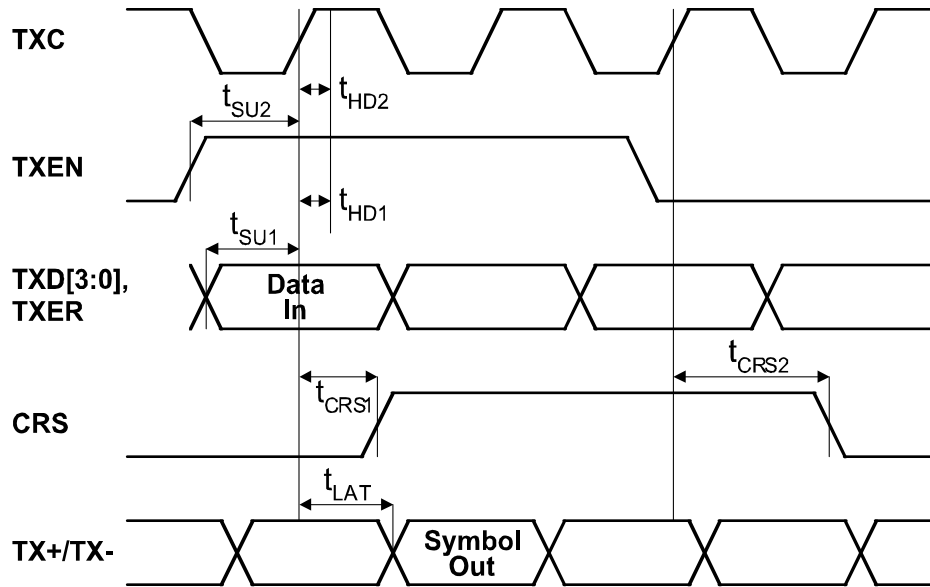 TXC
tHD2
tSU2
TXEN
tHD1
tSU1
TXD[3:0],
TXER
Data
In
tCRS2
tCRS1
CRS
tLAT
TX+/TX-
Symbol
Out